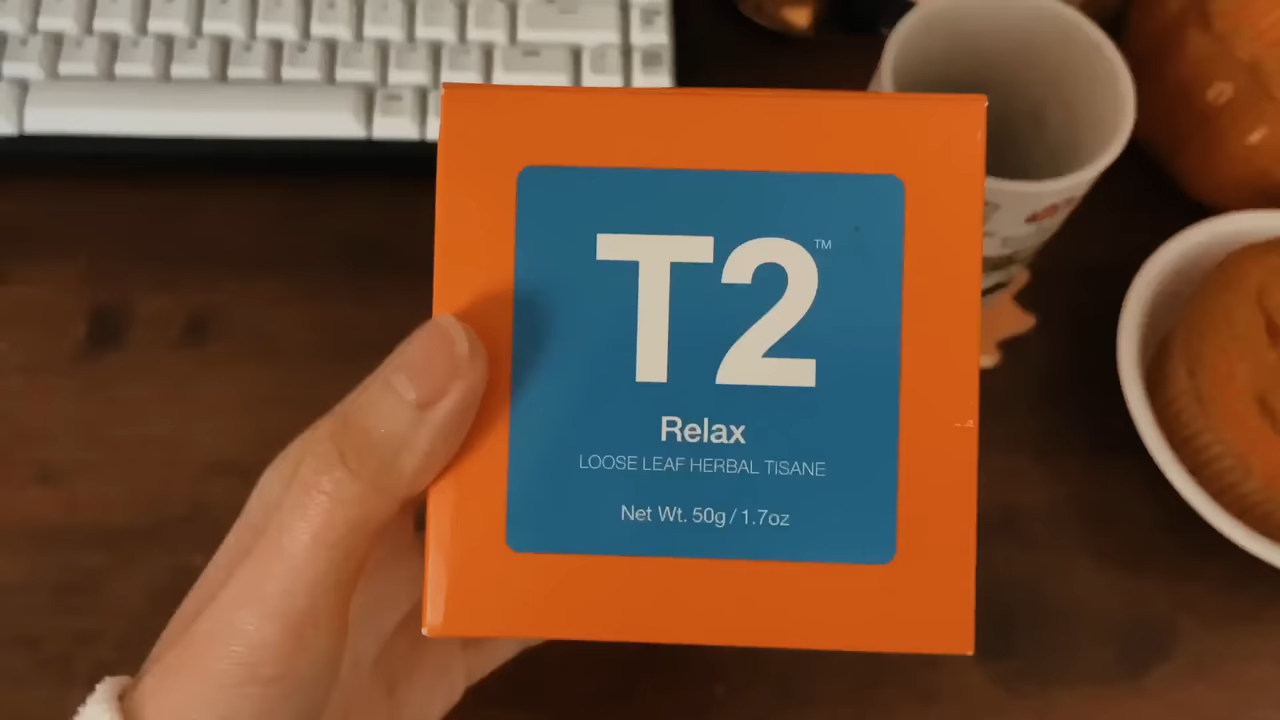 T2™
Relax
LOOSE LEAF HERBAL TISANE
Net Wt. 50g / 1.7oz